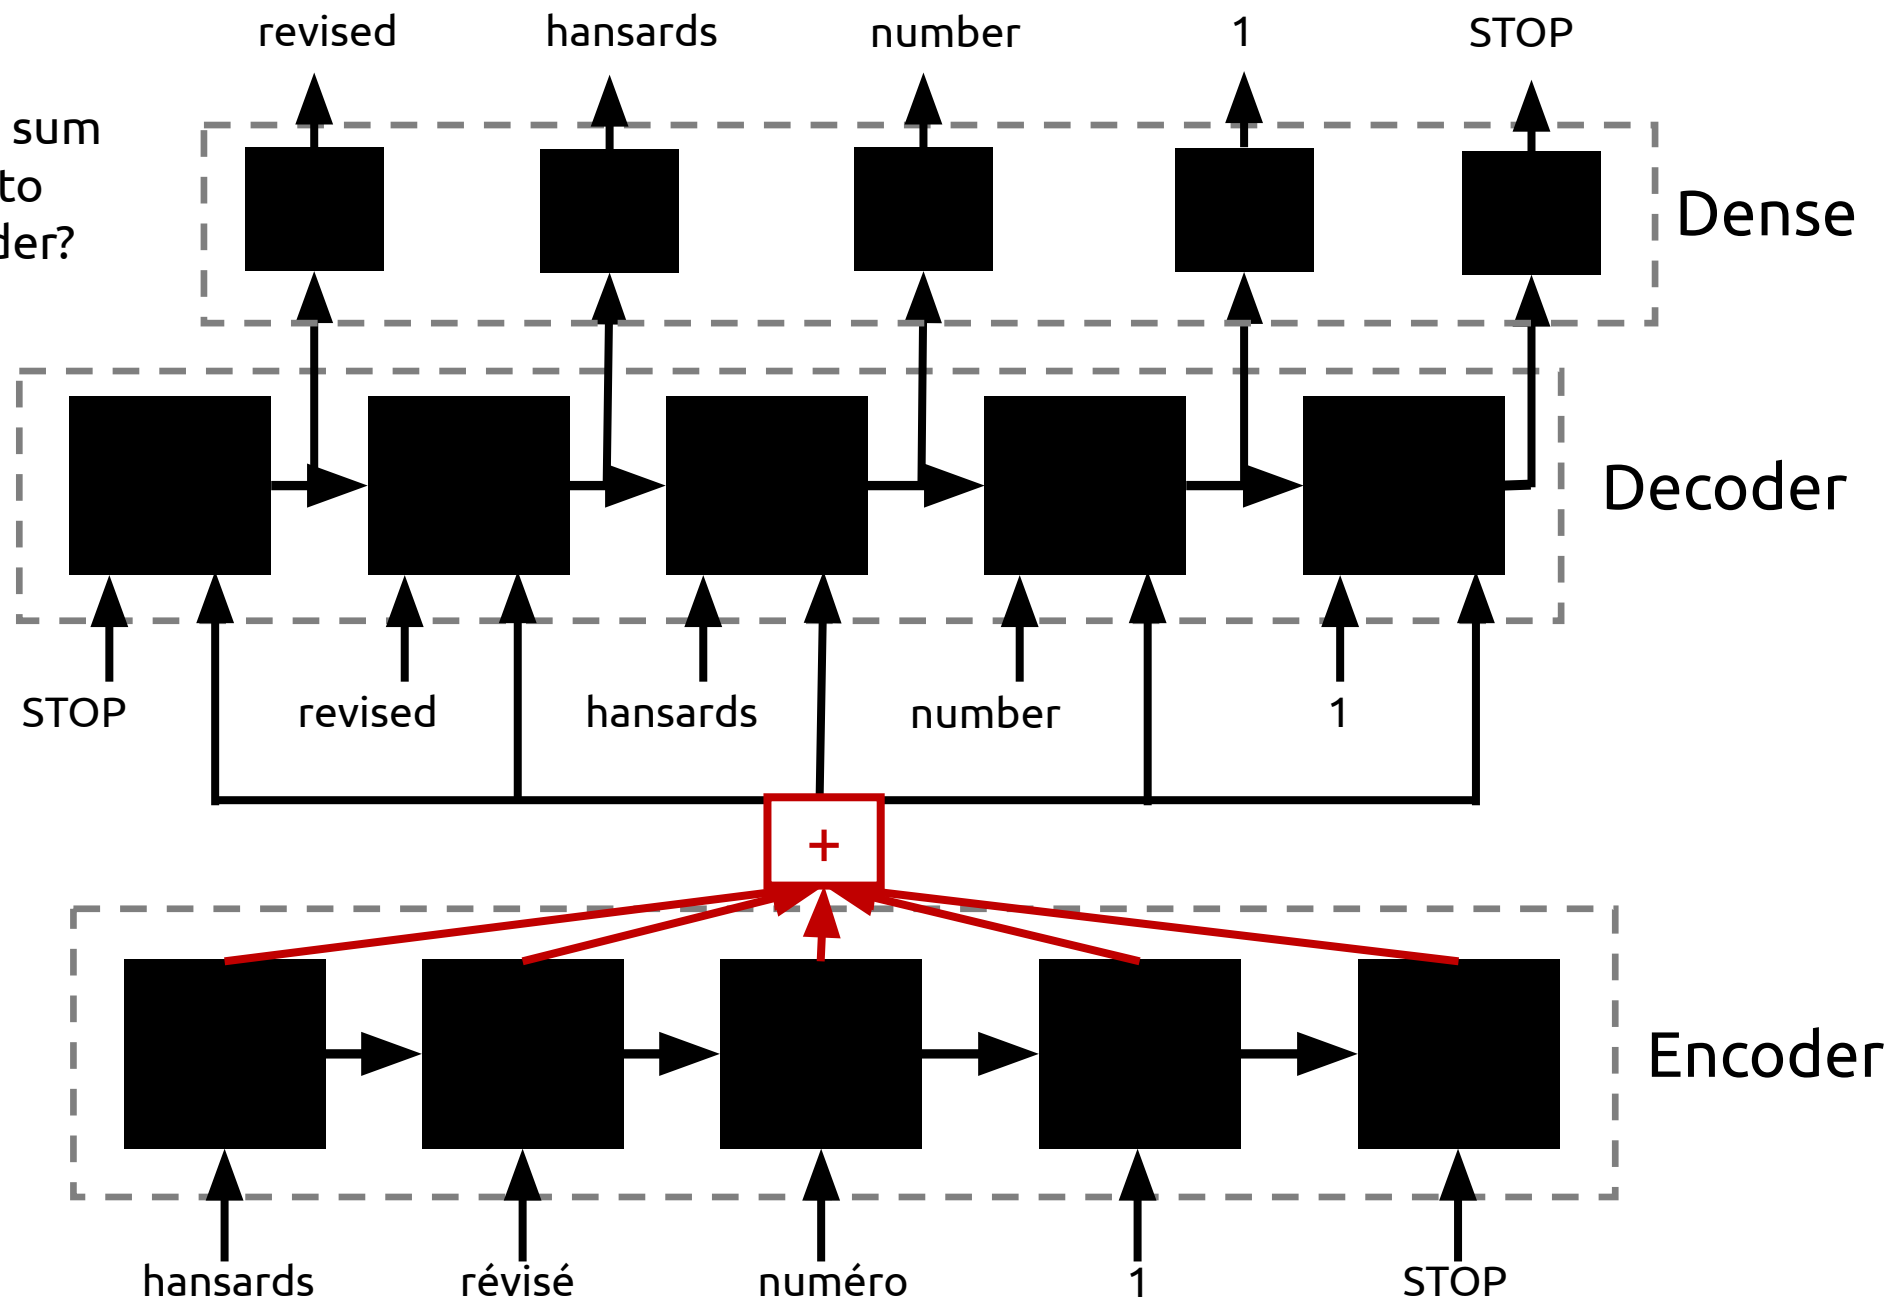 revised hansards number 1 STOP
sum
to
der?
Dense
Decoder
STOP revised hansards number 1
+
Encoder
hansards révisé numéro 1 STOP